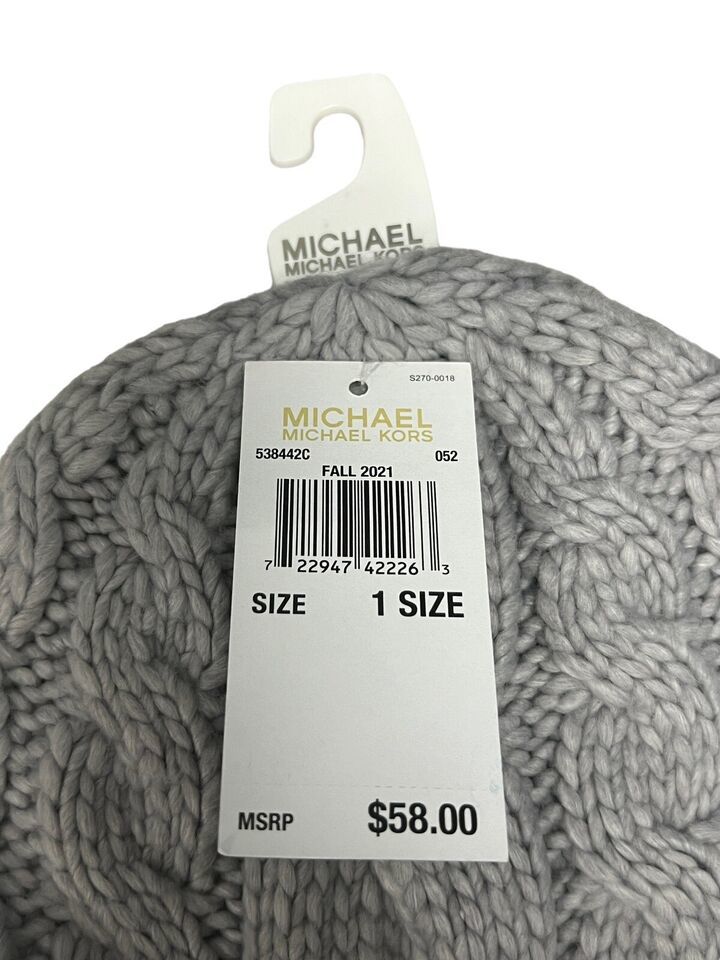 MICHAEL
MICHAEL KORS
S270-0018
MICHAEL
MICHAEL KORS
538442C 052
FALL 2021
7 22947 42226 3
SIZE 1 SIZE
MSRP $58.00